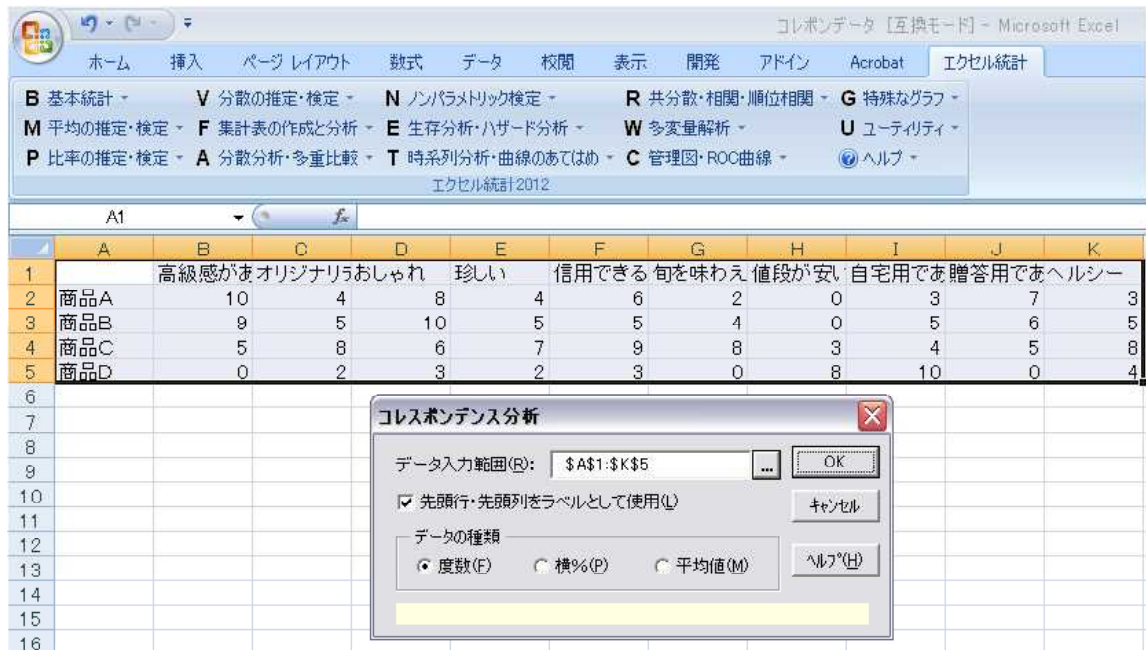 コレポンデータ [互換モード] - Microsoft Excel
ホーム 挿入 ページ レイアウト 数式 データ 校閲 表示 開発 アドイン Acrobat エクセル統計
B 基本統計 V 分散の推定・検定 N ノンパラメトリック検定 R 共分散・相関・順位相関 G 特殊なグラフ
M 平均の推定・検定 F 集計表の作成と分析 E 生存分析・ハザード分析 W 多変量解析 U ユーティリティ
P 比率の推定・検定 A 分散分析・多重比較 T 時系列分析・曲線のあてはめ C 管理図・ROC曲線 ヘルプ
エクセル統計2012
A1 fx
A B C D E F G H I J K
1 高級感があ オリジナリラ おしゃれ 珍しい 信用できる 旬を味わえ 値段が安い 自宅用であ 贈答用であ ヘルシー
2 商品A 10 4 8 4 6 2 0 3 7 3
3 商品B 9 5 10 5 5 4 0 5 6 5
4 商品C 5 8 6 7 9 8 3 4 5 8
5 商品D 0 2 3 2 3 0 8 10 0 4
6
7
8
9
10
11
12
13
14
15
16
コレスポンデンス分析
データ入力範囲(R): $A$1:$K$5 ... OK
先頭行・先頭列をラベルとして使用(L) キャンセル
データの種類
度数(F) 横%(P) 平均値(M) ヘルプ(H)